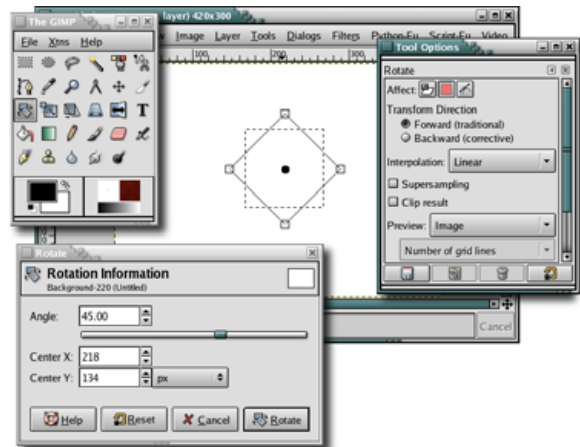 The GIMP
layer) 420x300
File Xtns Help
Image Layer Tools Dialogs Filters Python-Fu Script-Fu Video
100 200 300
Tool Options
Rotate
Affect:
Transform Direction
Forward (traditional)
Backward (corrective)
Interpolation: Linear
Supersampling
Clip result
Preview: Image
Number of grid lines
Rotate
Rotation Information
Background-220 (Untitled)
Angle: 45.00
Center X: 218
Center Y: 134 px
Help Reset Cancel Rotate
Cancel